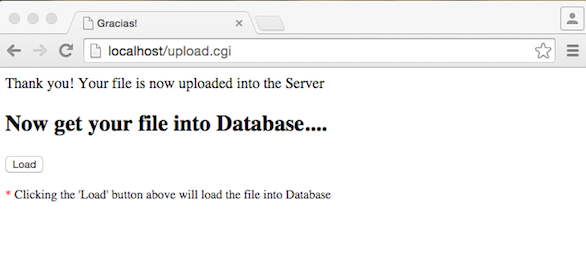 Gracias!
localhost/upload.cgi
Thank you! Your file is now uploaded into the Server
Now get your file into Database....
Load
* Clicking the 'Load' button above will load the file into Database